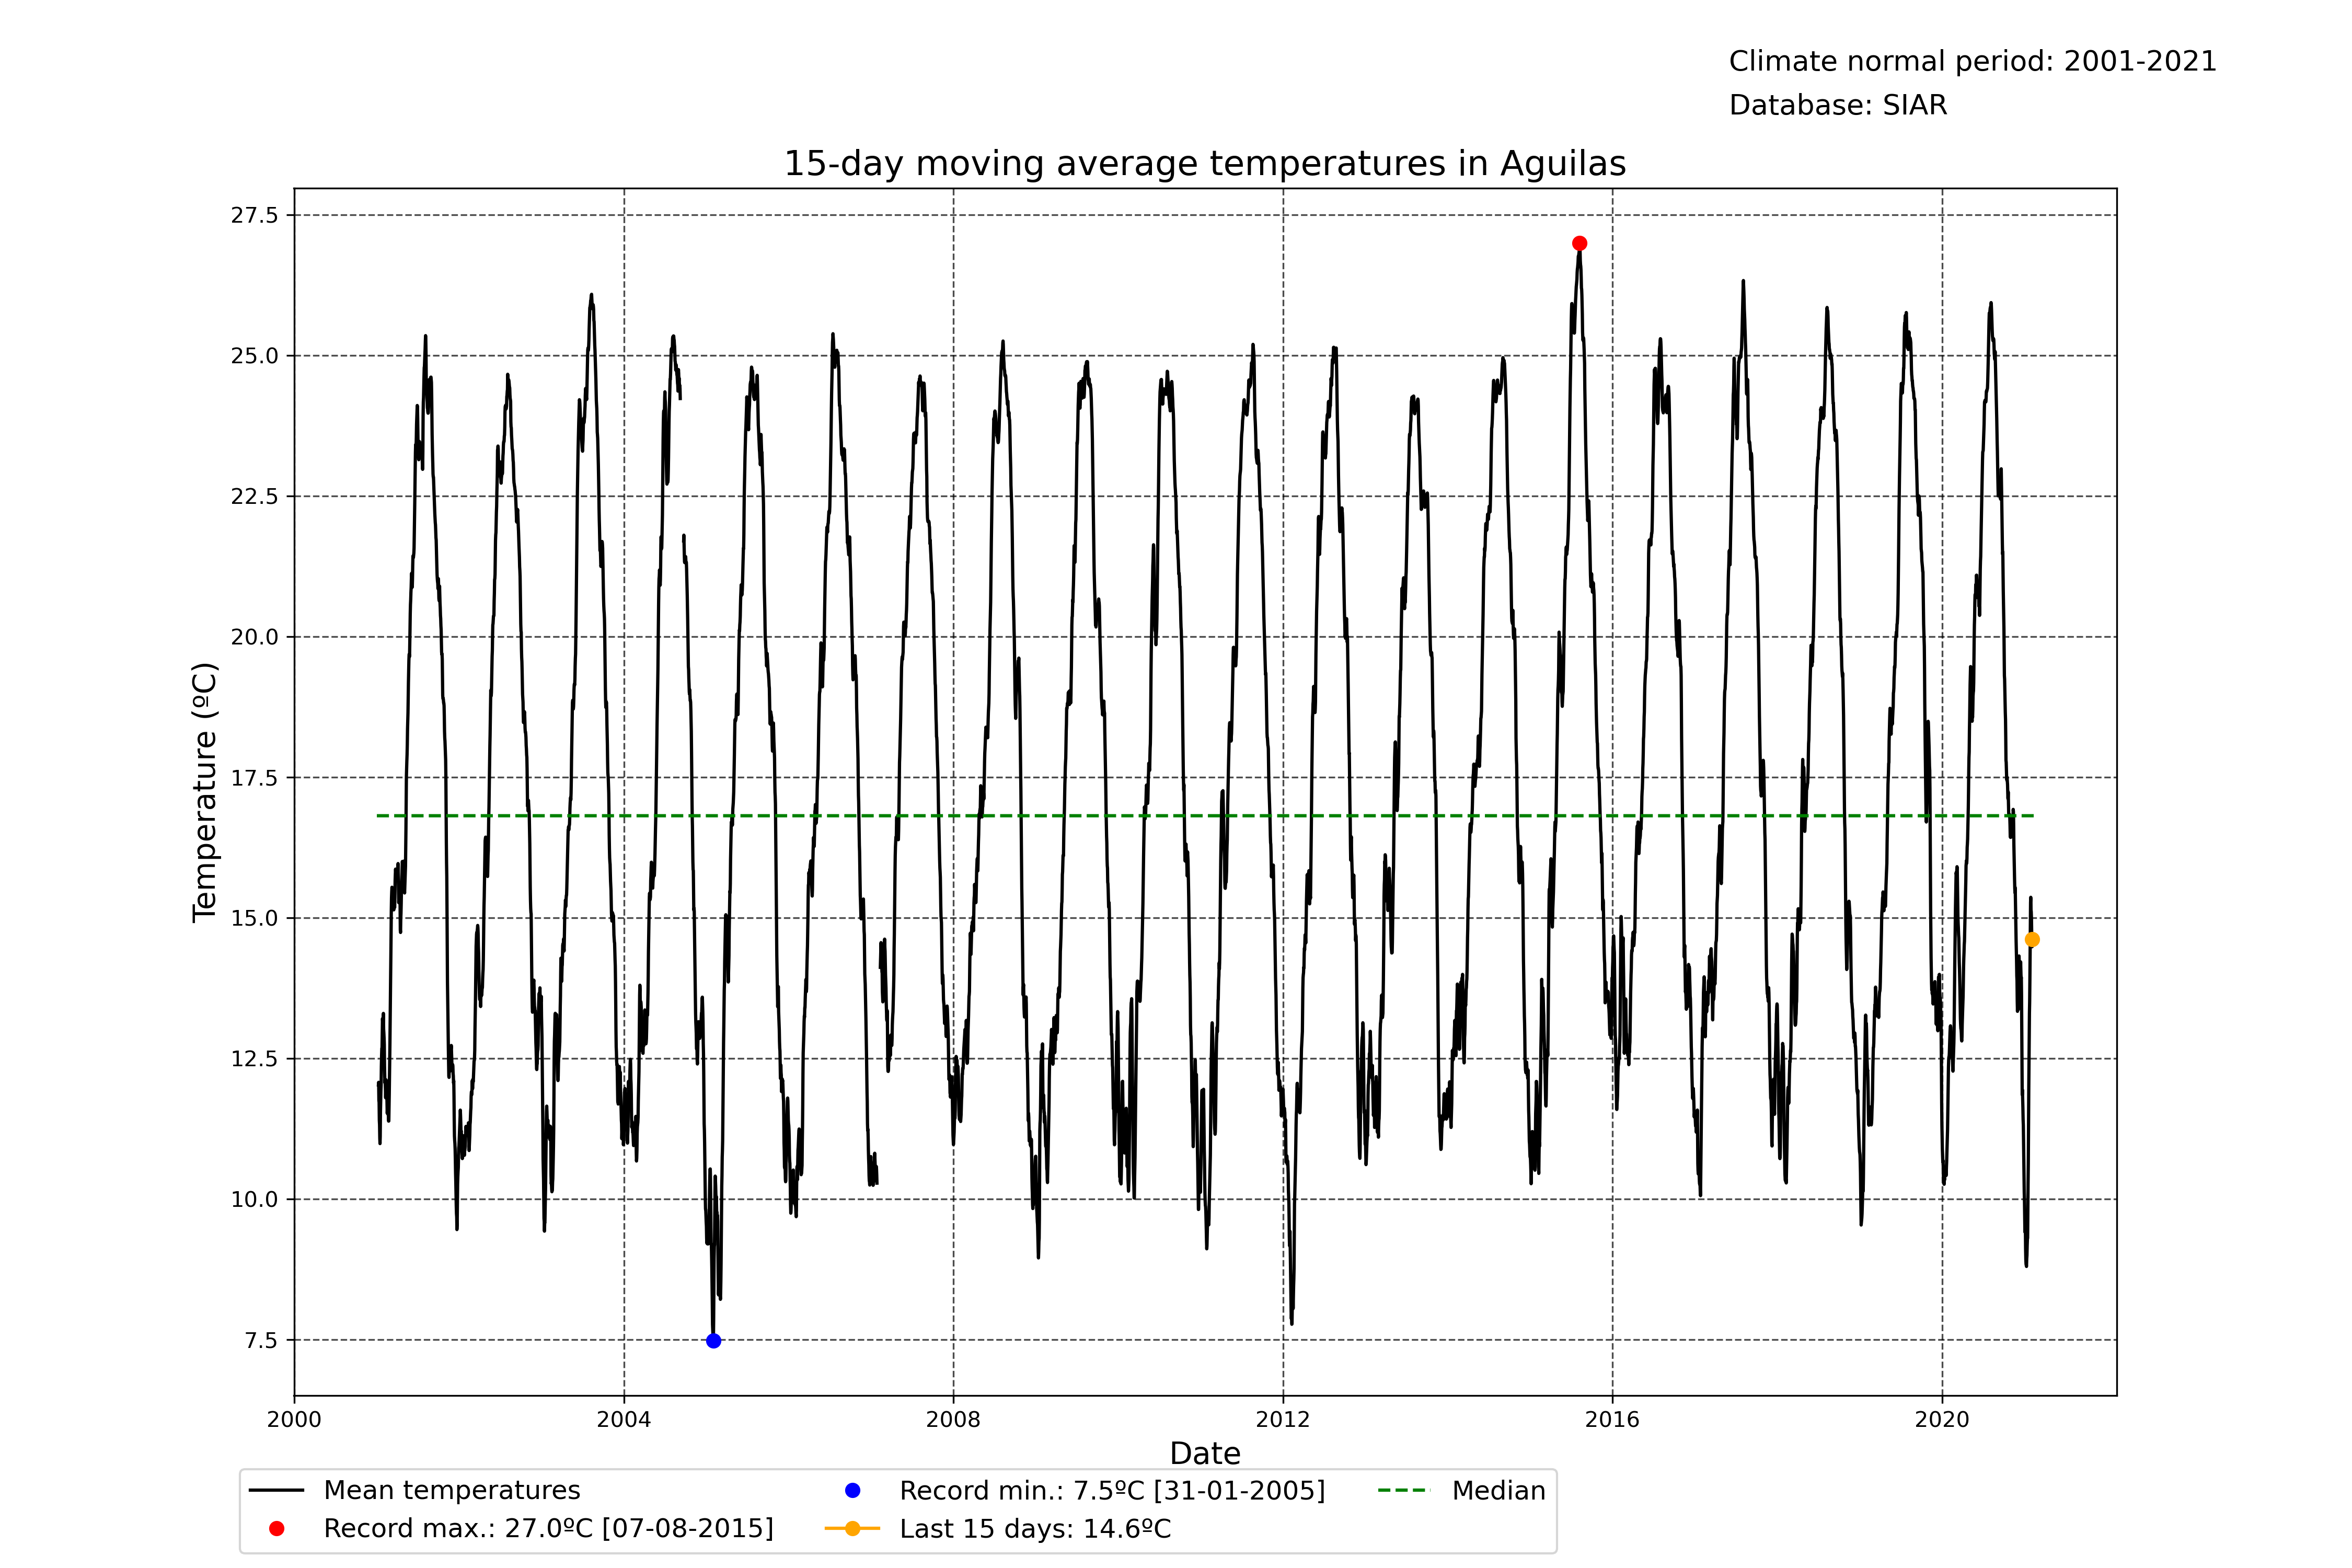 Climate normal period: 2001-2021
Database: SIAR
15-day moving average temperatures in Aguilas
27.5
25.0
22.5
20.0
17.5
15.0
12.5
10.0
7.5
Temperature (ºC)
2000 2004 2008 2012 2016 2020
Date
Mean temperatures
Record max.: 27.0ºC [07-08-2015]
Record min.: 7.5ºC [31-01-2005]
Last 15 days: 14.6ºC
Median